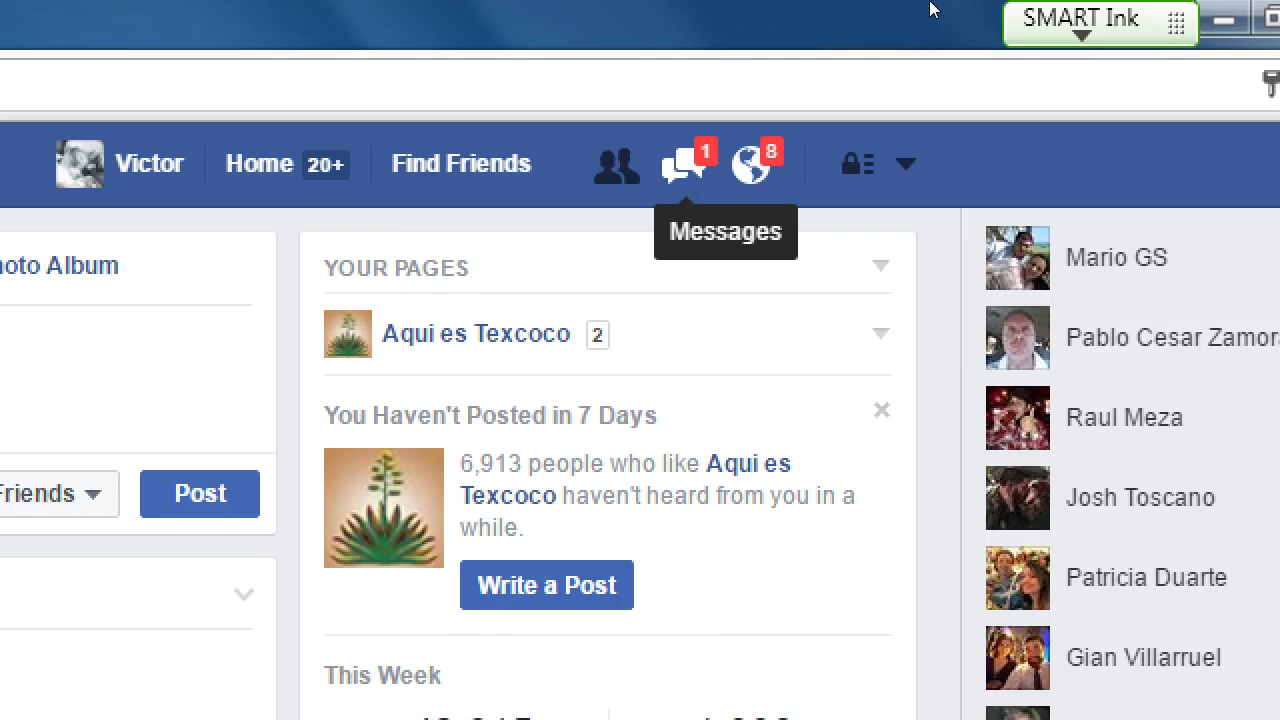 SMART Ink
Victor
Home 20+
Find Friends
1
8
Messages
oto Album
YOUR PAGES
Aqui es Texcoco 2
You Haven't Posted in 7 Days
6,913 people who like Aqui es
Texcoco haven't heard from you in a
while.
Write a Post
Friends
Post
This Week
Mario GS
Pablo Cesar Zamor
Raul Meza
Josh Toscano
Patricia Duarte
Gian Villarruel